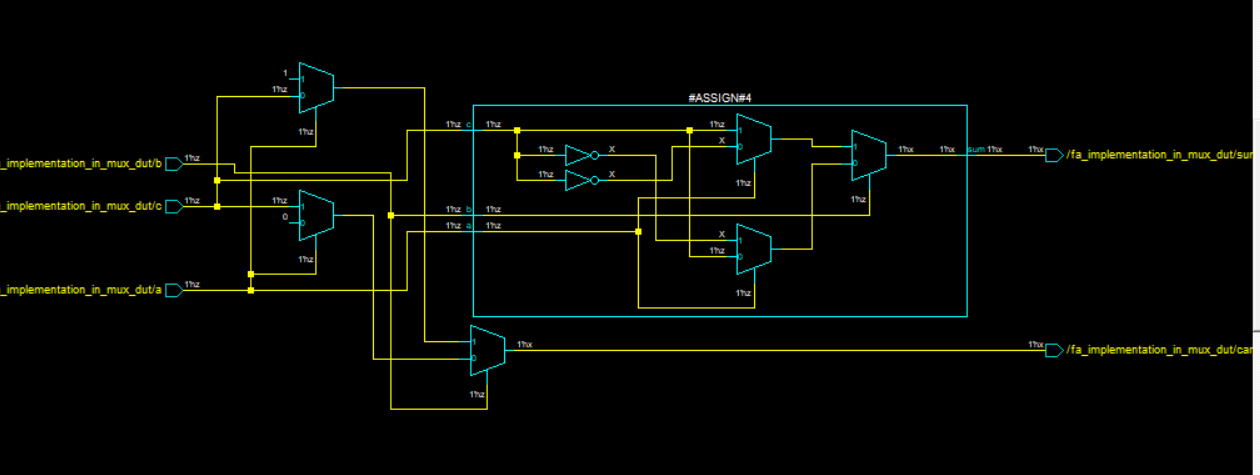 #ASSIGN#4
1
1
1'hz
0
1'hz
1'hz
c
1'hz
1'hz
1
X
0
1'hz
X
1'hz
X
1'hz
1
0
1'hx
1'hx
sum
1'hx
1'hx
/fa_implementation_in_mux_dut/sur
1'hz
_implementation_in_mux_dut/b
1'hz
_implementation_in_mux_dut/c
1'hz
1'hz
1
0
0
1'hz
1'hz
b
1'hz
1'hz
a
1'hz
X
1
1'hz
0
1'hz
_implementation_in_mux_dut/a
1'hz
1
0
1'hx
1'hz
1'hx
/fa_implementation_in_mux_dut/car